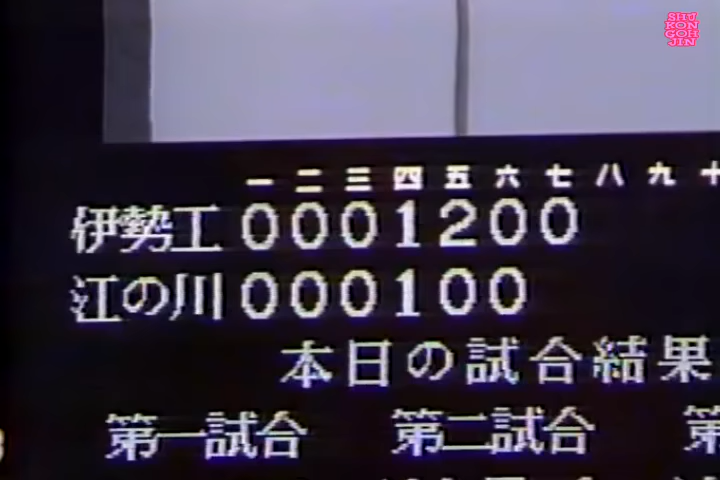 SHU
KON
GOH
JIN
一 二 三 四 五 六 七 八 九 十
伊勢工 0 0 0 1 2 0 0
江の川 0 0 0 1 0 0
本日の試合結果
第一試合 第二試合 第